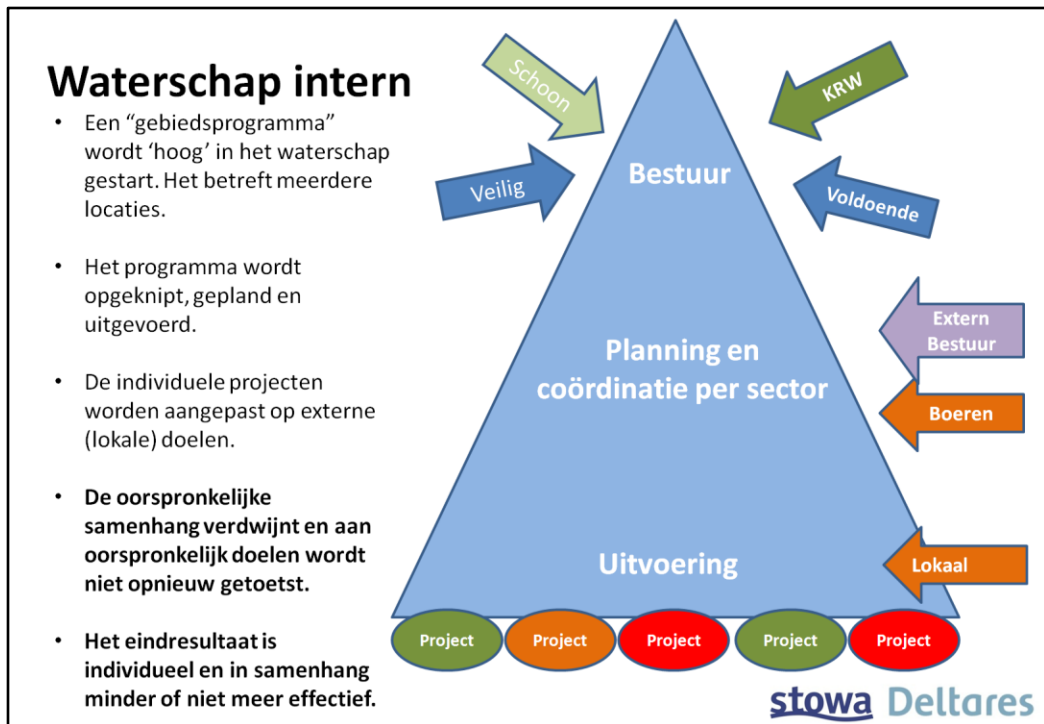 Waterschap intern
• Een “gebiedsprogramma”
wordt ‘hoog’ in het waterschap
gestart. Het betreft meerdere
locaties.
• Het programma wordt
opgeknipt, gepland en
uitgevoerd.
• De individuele projecten
worden aangepast op externe
(lokale) doelen.
• De oorspronkelijke
samenhang verdwijnt en aan
oorspronkelijk doelen wordt
niet opnieuw getoetst.
• Het eindresultaat is
individueel en in samenhang
minder of niet meer effectief.
Schoon
KRW
Veilig
Bestuur
Voldoende
Extern
Bestuur
Planning en
coördinatie per sector
Boeren
Uitvoering
Lokaal
Project
Project
Project
Project
Project
stowa
Deltares